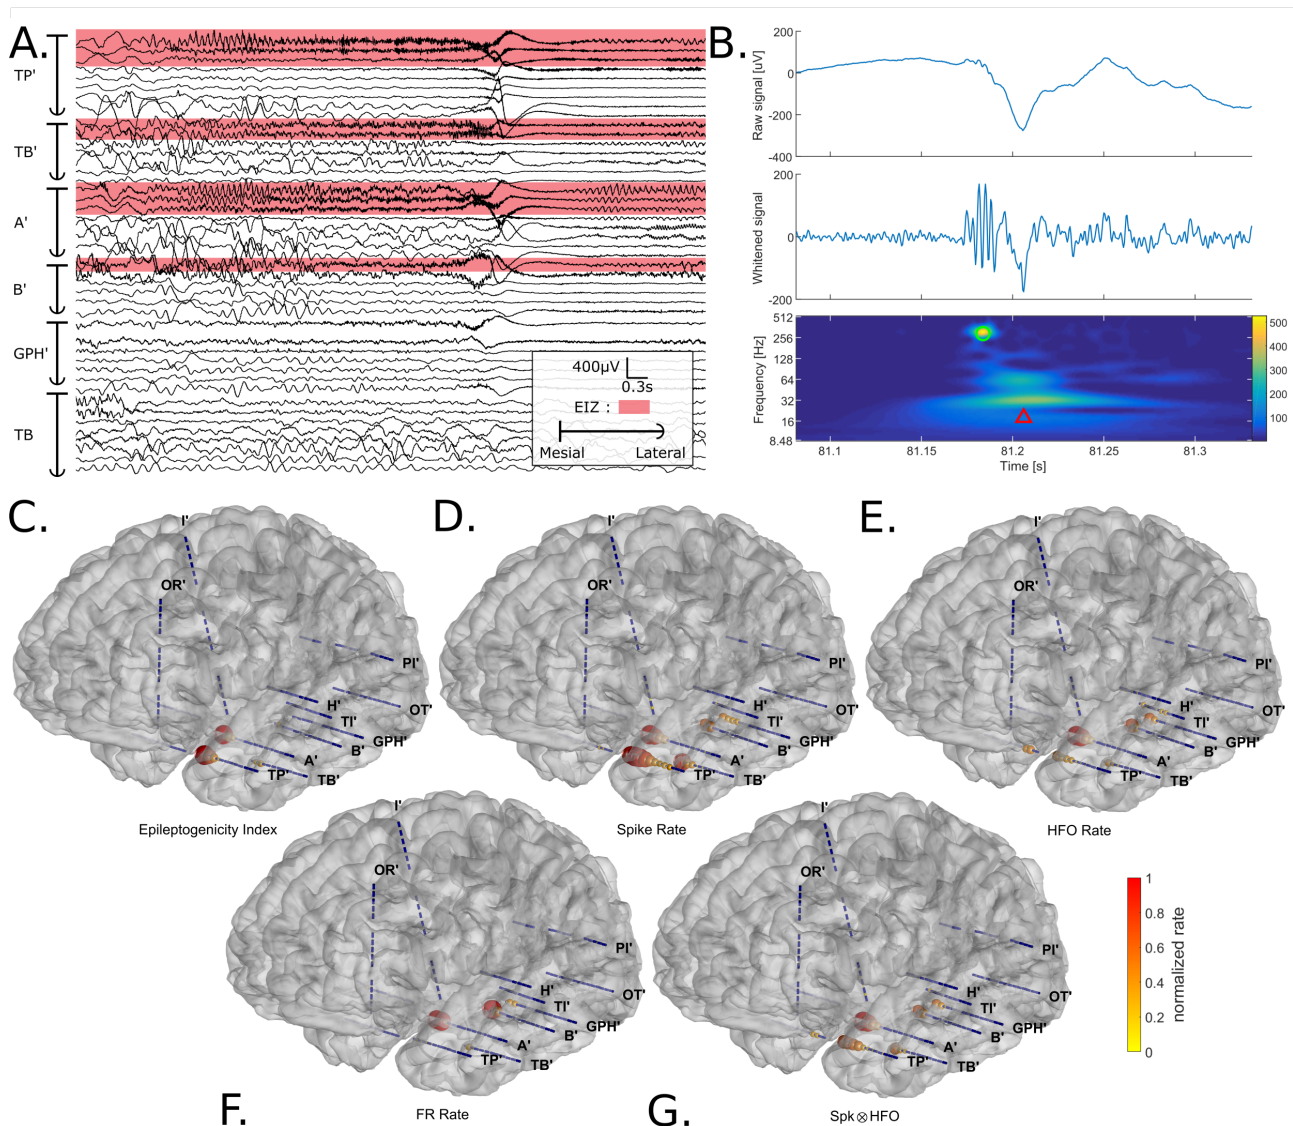 A.
TP'
TB'
A'
B'
GPH'
TB
400µV
0.3s
EIZ :
Mesial
Lateral
B.
Raw signal [uV]
200
0
-200
-400
Whitened signal
200
0
-200
Frequency [Hz]
512
256
128
64
32
16
8.48
500
400
300
200
100
81.1
81.15
81.2
81.25
81.3
Time [s]
C.
I'
OR'
PI'
OT'
H'
TI'
GPH'
B'
A'
TP'
TB'
Epileptogenicity Index
D.
I'
OR'
PI'
OT'
H'
TI'
GPH'
B'
A'
TP'
TB'
Spike Rate
E.
I'
OR'
PI'
OT'
H'
TI'
GPH'
B'
A'
TP'
TB'
HFO Rate
F.
I'
OR'
PI'
OT'
H'
TI'
GPH'
B'
A'
TP'
TB'
FR Rate
G.
I'
OR'
PI'
OT'
H'
TI'
GPH'
B'
A'
TP'
TB'
Spk⊗HFO
1
0.8
0.6
0.4
0.2
0
normalized rate